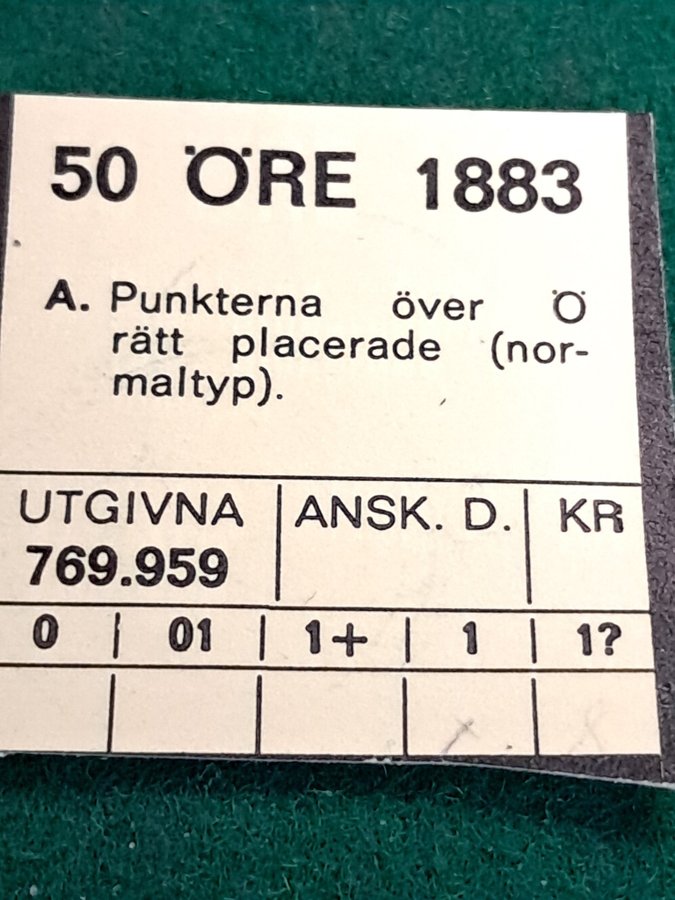 50 ÖRE 1883
A. Punkterna över Ö
rätt placerade (nor-
maltyp).
UTGIVNA | ANSK. D. | KR
769.959
0 | 01 | 1+ | 1 | 1?